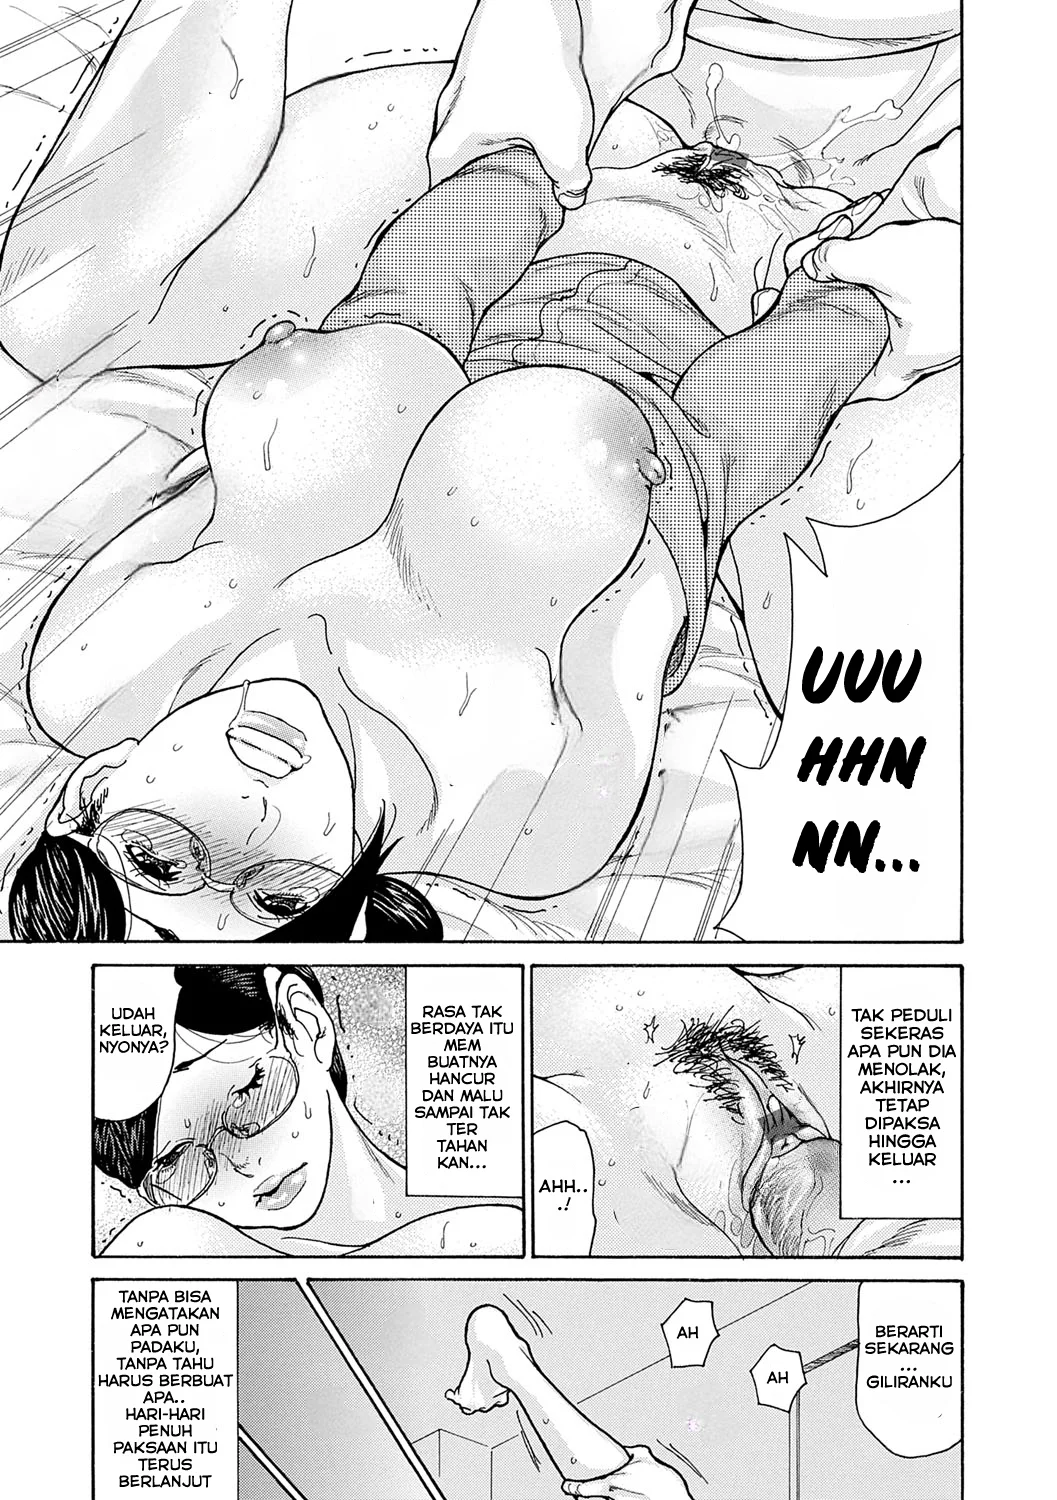 UUU
HHN
NN...
TAK PEDULI
SEKERAS
APA PUN DIA
MENOLAK,
AKHIRNYA
TETAP
DIPAKSA
HINGGA
KELUAR
...
AHH..
.!
RASA TAK
BERDAYA ITU
MEM
BUATNYA
HANCUR
DAN MALU
SAMPAI TAK
TER
TAHAN
KAN...
UDAH
KELUAR,
NYONYA?
BERARTI
SEKARANG
...
GILIRANKU
AH
AH
TANPA BISA
MENGATAKAN
APA PUN
PADAKU,
TANPA TAHU
HARUS BERBUAT
APA..
HARI-HARI
PENUH
PAKSAAN ITU
TERUS
BERLANJUT